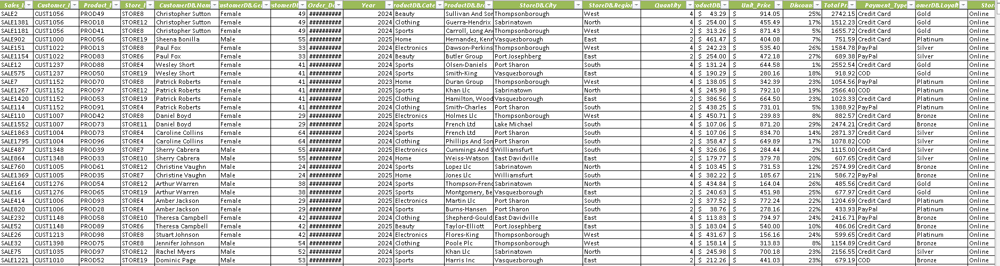 Sales_I Customer_I Product_I Store_I CustomerDB.Name ustomerDB.Ge ustomerDB Order_Da Year roductDB.Cate ProductDB.Bra StoreDB.City StoreDB.Region Quantity roductDB. Unit_Price Discoun Total Pr Payment_Type omerDB.Loyalt Stor
SALE2 CUST1056 PROD49 STORE8 Christopher Sutton Female 49 ########## 2024 Beauty Sullivan And Son Thompsonborough West 4 $ 43.29 $ 914.05 25% 2742.15 Credit Card Gold Online
SALE1381 CUST1056 PROD18 STORE12 Christopher Sutton Female 49 ########## 2024 Clothing Guerra-Hendrix Sabrinatown North 4 $ 254.00 $ 455.49 17% 1512.23 Credit Card Gold Online
SALE1181 CUST1056 PROD41 STORE8 Christopher Sutton Female 49 ########## 2024 Sports Carroll, Long An Thompsonborough West 2 $ 313.26 $ 871.43 5% 1655.72 Credit Card Gold Online
SALE902 CUST1000 PROD56 STORE19 Sheena Bonilla Male 55 ########## 2025 Home Hernandez, Kenr Vasquezborough East 2 $ 461.47 $ 404.08 7% 751.59 Credit Card Platinum Online
SALE151 CUST1022 PROD13 STORE8 Paul Fox Female 33 ########## 2024 Electronics Dawson-Perkins Thompsonborough West 4 $ 242.23 $ 535.40 26% 1584.78 PayPal Silver Online
SALE1154 CUST1022 PROD83 STORE6 Paul Fox Female 33 ########## 2024 Beauty Butler Group Port Josephberg East 2 $ 254.00 $ 472.18 27% 689.38 PayPal Silver Online
SALE12 CUST1237 PROD88 STORE4 Wesley Short Female 41 ########## 2024 Sports Olsen-Daniels Port Sharon South 4 $ 131.24 $ 644.58 1% 2552.54 Credit Card Gold Online
SALE575 CUST1237 PROD50 STORE19 Wesley Short Female 41 ########## 2024 Sports Smith-King Vasquezborough East 4 $ 190.29 $ 280.16 18% 918.92 COD Gold Online
SALE7 CUST1152 PROD70 STORE8 Patrick Roberts Female 41 ########## 2023 Home Duran Group Thompsonborough West 4 $ 138.05 $ 342.39 23% 1054.56 PayPal Platinum Online
SALE1267 CUST1152 PROD97 STORE12 Patrick Roberts Female 41 ########## 2025 Sports Khan Llc Sabrinatown North 4 $ 245.98 $ 792.10 19% 2566.40 COD Platinum Online
SALE1420 CUST1152 PROD53 STORE19 Patrick Roberts Female 41 ########## 2025 Clothing Hamilton, Wood Vasquezborough East 2 $ 386.56 $ 664.50 23% 1023.33 Credit Card Platinum Online
SALE114 CUST1152 PROD91 STORE4 Patrick Roberts Female 41 ########## 2024 Clothing Smith-Charles Port Sharon South 2 $ 438.25 $ 731.01 5% 1388.92 PayPal Platinum Online
SALE110 CUST1007 PROD42 STORE8 Daniel Boyd Female 29 ########## 2025 Electronics Holmes Llc Thompsonborough West 4 $ 450.71 $ 239.83 8% 882.57 Credit Card Bronze Online
SALE1552 CUST1007 PROD73 STORE11 Daniel Boyd Female 29 ########## 2024 Sports French Ltd Lake Michael South 4 $ 107.06 $ 871.20 29% 2474.21 Credit Card Bronze Online
SALE1863 CUST1004 PROD73 STORE4 Caroline Collins Female 64 ########## 2024 Sports French Ltd Port Sharon South 4 $ 107.06 $ 834.70 14% 2871.37 Credit Card Silver Online
SALE1795 CUST1004 PROD96 STORE4 Caroline Collins Female 64 ########## 2024 Clothing Phillips And Son Port Sharon South 2 $ 358.47 $ 649.89 17% 1078.82 COD Silver Online
SALE487 CUST1348 PROD39 STORE7 Sherry Cabrera Male 55 ########## 2025 Electronics Cummings And S Williamsfurt South 4 $ 326.06 $ 284.44 2% 1115.00 Credit Card Silver Online
SALE864 CUST1348 PROD33 STORE10 Sherry Cabrera Male 55 ########## 2024 Home Weiss-Watson East Davidville East 2 $ 179.77 $ 379.78 20% 607.65 Credit Card Silver Online
SALE760 CUST1005 PROD61 STORE12 Christine Vaughn Male 24 ########## 2024 Sports Lopez Llc Sabrinatown North 4 $ 103.45 $ 731.53 12% 2574.99 Credit Card Bronze Online
SALE1369 CUST1005 PROD35 STORE7 Christine Vaughn Male 24 ########## 2025 Home Jones Llc Williamsfurt South 4 $ 382.22 $ 185.67 21% 586.72 PayPal Bronze Online
SALE164 CUST1276 PROD54 STORE12 Arthur Warren Male 38 ########## 2024 Sports Thompson-Frenc Sabrinatown North 4 $ 434.84 $ 164.04 26% 485.56 Credit Card Gold Online
SALE16 CUST1276 PROD65 STORE19 Arthur Warren Male 38 ########## 2025 Sports Montgomery, Be Vasquezborough East 2 $ 240.63 $ 451.98 25% 677.97 Credit Card Gold Online
SALE414 CUST1006 PROD93 STORE4 Amber Jackson Female 29 ########## 2025 Electronics Martin Llc Port Sharon South 2 $ 377.52 $ 772.24 22% 1204.69 Credit Card Platinum Online
SALE820 CUST1006 PROD28 STORE4 Amber Jackson Female 29 ########## 2024 Sports Burns-Hansen Port Sharon South 2 $ 38.76 $ 278.16 22% 433.93 PayPal Platinum Online
SALE232 CUST1148 PROD58 STORE10 Theresa Campbell Female 42 ########## 2024 Clothing Shepherd-Gould East Davidville East 4 $ 113.83 $ 794.97 24% 2416.71 PayPal Bronze Online
SALE52 CUST1148 PROD89 STORE6 Theresa Campbell Female 42 ########## 2025 Beauty Taylor-Elliott Port Josephberg East 3 $ 183.04 $ 540.00 10% 486.06 Credit Card Bronze Online
SALE26 CUST1213 PROD98 STORE8 Stuart Johnson Female 42 ########## 2024 Electronics Flores-King Thompsonborough West 4 $ 431.67 $ 156.16 24% 599.65 Credit Card Platinum Online
SALE32 CUST1398 PROD75 STORE8 Jennifer Johnson Male 54 ########## 2024 Clothing Poole Plc Thompsonborough West 4 $ 158.14 $ 313.83 8% 1154.89 Credit Card Bronze Online
SALE75 CUST1035 PROD97 STORE12 Rachel Myers Male 52 ########## 2024 Sports Khan Llc Sabrinatown North 4 $ 245.98 $ 700.18 23% 2156.55 Credit Card Silver Online
SALE1221 CUST1010 PROD52 STORE19 Dominic Page Male 53 ########## 2023 Sports Harris Inc Vasquezborough East 2 $ 212.26 $ 441.03 23% 679.19 COD Bronze Online